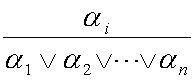 α_i
α_1 ∨ α_2 ∨ ⋯ ∨ α_n